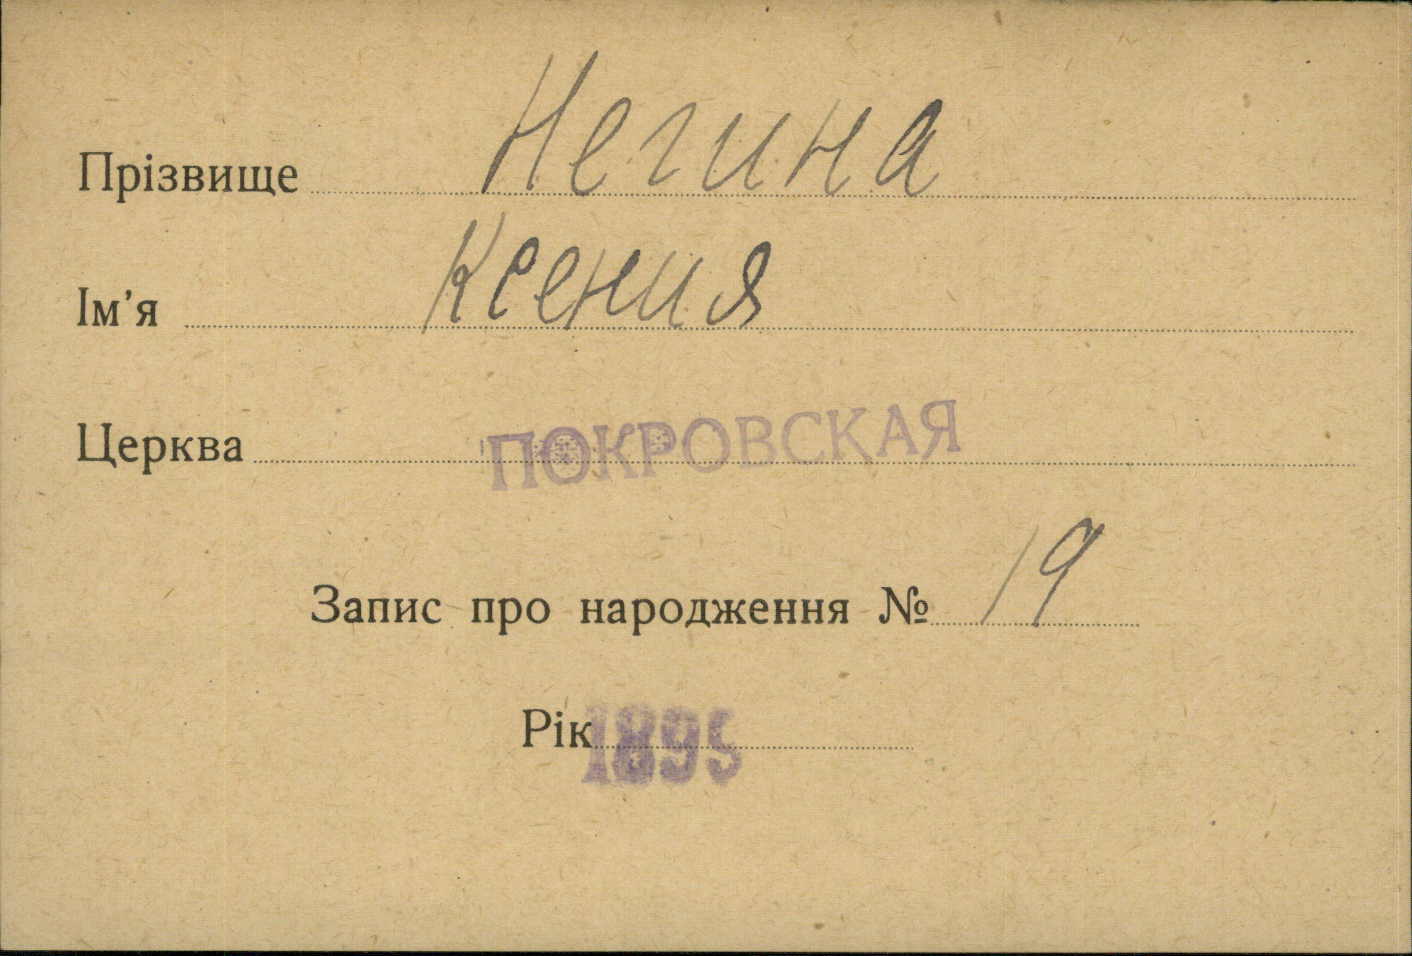 Прізвище Негина
Ім'я Ксения
Церква ПОКРОВСКАЯ
Запис про народження № 19
Рік 1895